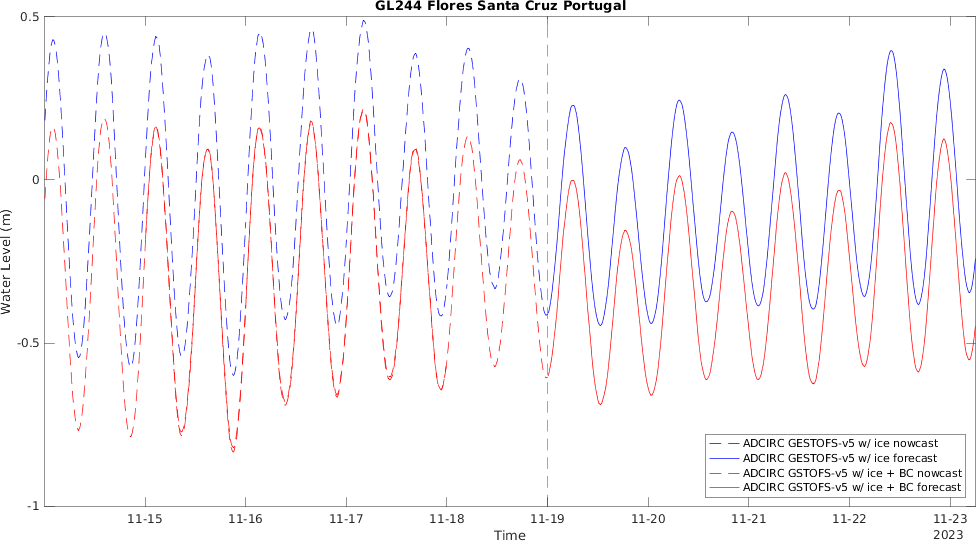 GL244 Flores Santa Cruz Portugal
0.5
0
-0.5
-1
Water Level (m)
11-15 11-16 11-17 11-18 11-19 11-20 11-21 11-22 11-23
2023
Time
ADCIRC GESTOFS-v5 w/ ice nowcast
ADCIRC GESTOFS-v5 w/ ice forecast
ADCIRC GSTOFS-v5 w/ ice + BC nowcast
ADCIRC GSTOFS-v5 w/ ice + BC forecast